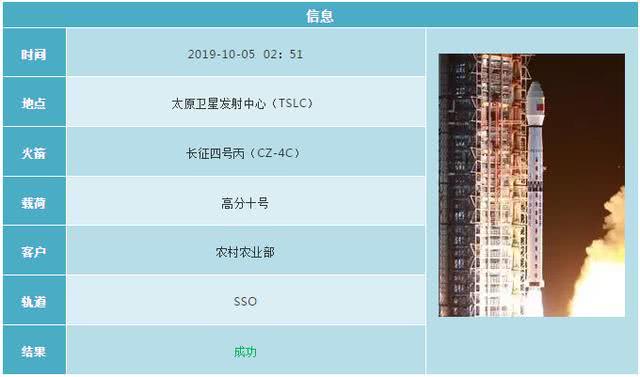 信息
时间
2019-10-05 02：51
地点
太原卫星发射中心（TSLC）
火箭
长征四号丙（CZ-4C）
载荷
高分十号
客户
农村农业部
轨道
SSO
结果
成功